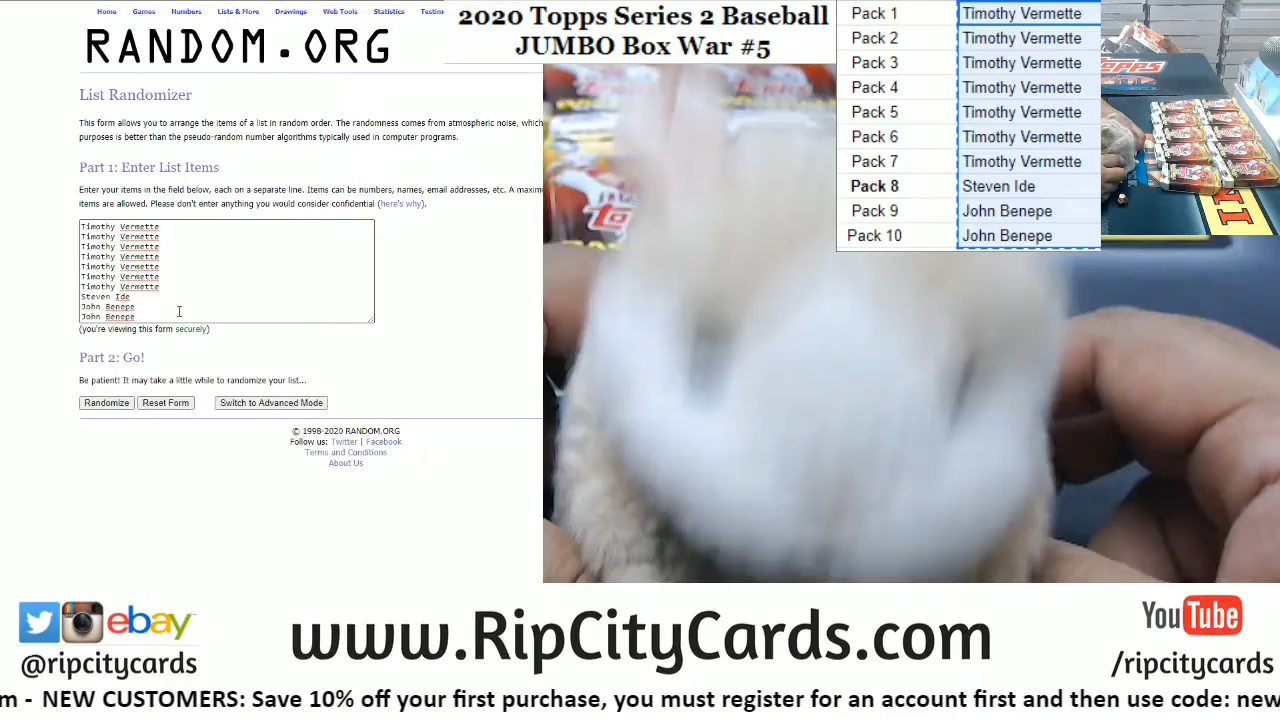 Home Games Numbers Lists & More Drawings Web Tools Statistics Testim
RANDOM.ORG
List Randomizer
This form allows you to arrange the items of a list in random order. The randomness comes from atmospheric noise, which
purposes is better than the pseudo-random number algorithms typically used in computer programs.
Part 1: Enter List Items
Enter your items in the field below, each on a separate line. Items can be numbers, names, email addresses, etc. A maxim
items are allowed. Please don't enter anything you would consider confidential (here's why).
Timothy Vermette
Timothy Vermette
Timothy Vermette
Timothy Vermette
Timothy Vermette
Timothy Vermette
Timothy Vermette
Steven Ide
John Benepe
John Benepe
(you're viewing this form securely)
Part 2: Go!
Be patient! It may take a little while to randomize your list...
Randomize Reset Form Switch to Advanced Mode
© 1998-2020 RANDOM.ORG
Follow us: Twitter | Facebook
Terms and Conditions
About Us
2020 Topps Series 2 Baseball
JUMBO Box War #5
Pack 1 Timothy Vermette
Pack 2 Timothy Vermette
Pack 3 Timothy Vermette
Pack 4 Timothy Vermette
Pack 5 Timothy Vermette
Pack 6 Timothy Vermette
Pack 7 Timothy Vermette
Pack 8 Steven Ide
Pack 9 John Benepe
Pack 10 John Benepe
TOPPS
ebay
@ripcitycards
www.RipCityCards.com
YouTube
/ripcitycards
m - NEW CUSTOMERS: Save 10% off your first purchase, you must register for an account first and then use code: new